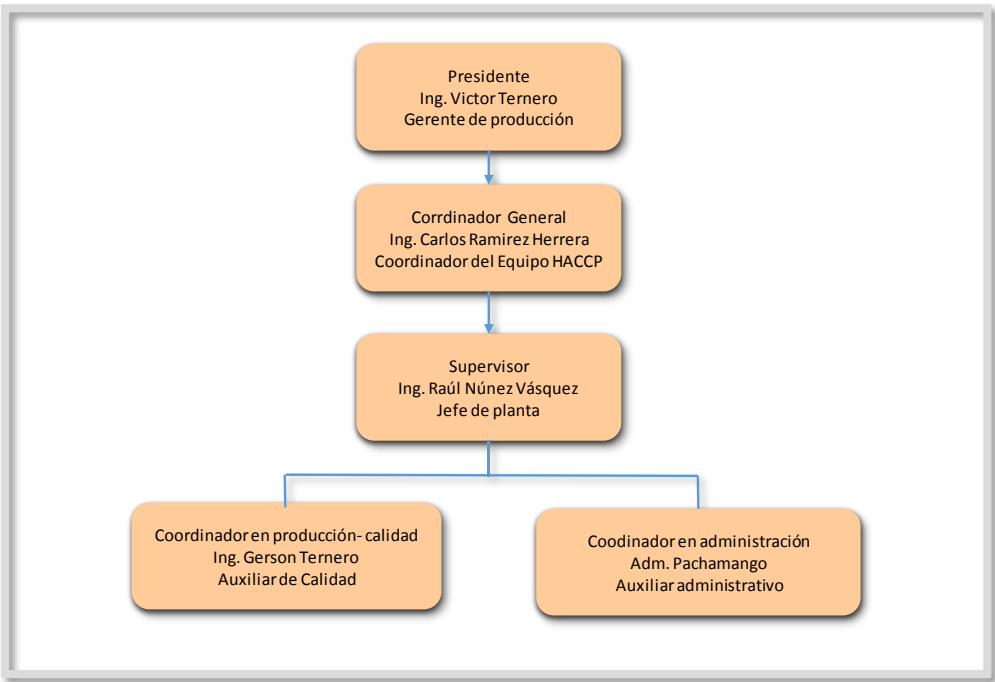 Presidente
Ing. Victor Ternero
Gerente de producción
Corrdinador General
Ing. Carlos Ramirez Herrera
Coordinador del Equipo HACCP
Supervisor
Ing. Raúl Núnez Vásquez
Jefe de planta
Coordinador en producción- calidad
Ing. Gerson Ternero
Auxiliar de Calidad
Coodinador en administración
Adm. Pachamango
Auxiliar administrativo